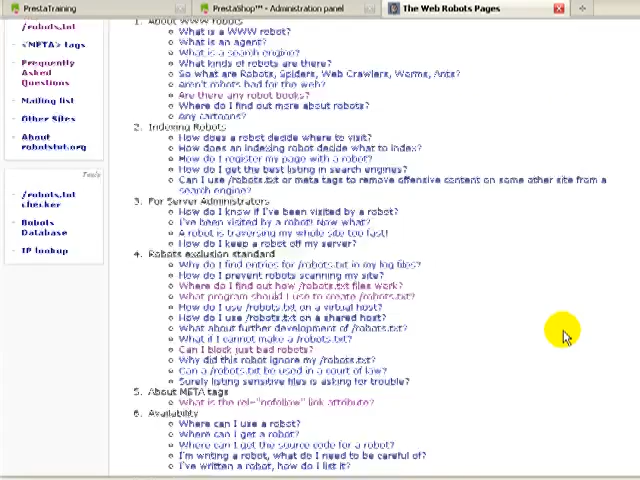 PrestaTraining
PrestaShop™ - Administration panel
The Web Robots Pages
/robots.txt
<META> tags
Frequently
Asked
Questions
Mailing list
Other Sites
About
robotstxt.org
Tools
/robots.txt
checker
Robots
Database
IP lookup
1. About WWW robots
What is a WWW robot?
What is an agent?
What is a search engine?
What kinds of robots are there?
So what are Robots, Spiders, Web Crawlers, Worms, Ants?
Aren't robots bad for the web?
Are there any robot books?
Where do I find out more about robots?
Any cartoons?
2. Indexing Robots
How does a robot decide where to visit?
How does an indexing robot decide what to index?
How do I register my page with a robot?
How do I get the best listing in search engines?
Can I use /robots.txt or meta tags to remove offensive content on some other site from a
search engine?
3. For Server Administrators
How do I know if I've been visited by a robot?
I've been visited by a robot! Now what?
A robot is traversing my whole site too fast!
How do I keep a robot off my server?
4. Robots exclusion standard
Why do I find entries for /robots.txt in my log files?
How do I prevent robots scanning my site?
Where do I find out how /robots.txt files work?
What program should I use to create /robots.txt?
How do I use /robots.txt on a virtual host?
How do I use /robots.txt on a shared host?
What about further development of /robots.txt?
What if I cannot make a /robots.txt?
Can I block just bad robots?
Why did this robot ignore my /robots.txt?
Can a /robots.txt be used in a court of law?
Surely listing sensitive files is asking for trouble?
5. About META tags
What is the rel="nofollow" link attribute?
6. Availability
Where can I use a robot?
Where can I get a robot?
Where can I get the source code for a robot?
I'm writing a robot, what do I need to be careful of?
I've written a robot, how do I list it?